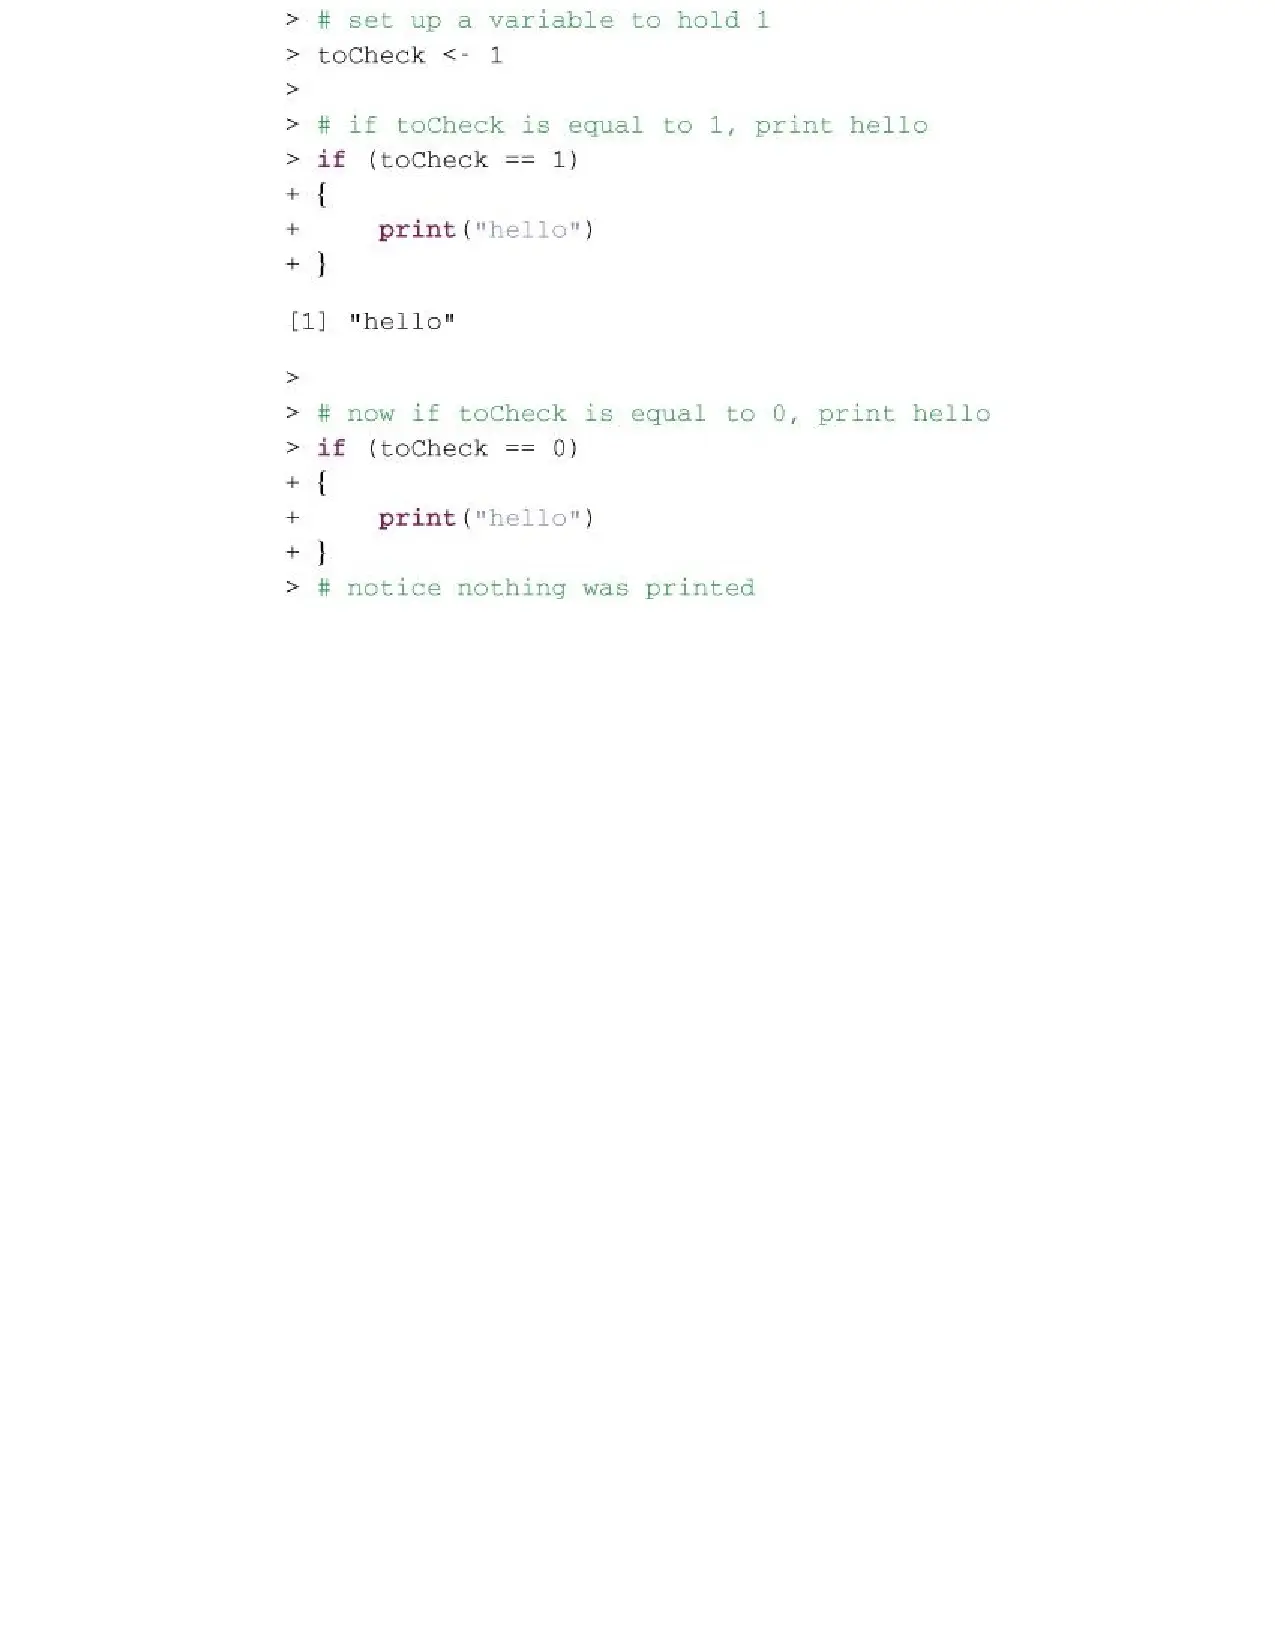 > # set up a variable to hold 1
> toCheck <- 1
>
> # if toCheck is equal to 1, print hello
> if (toCheck == 1)
+ {
+     print("hello")
+ }
[1] "hello"
>
> # now if toCheck is equal to 0, print hello
> if (toCheck == 0)
+ {
+     print("hello")
+ }
> # notice nothing was printed